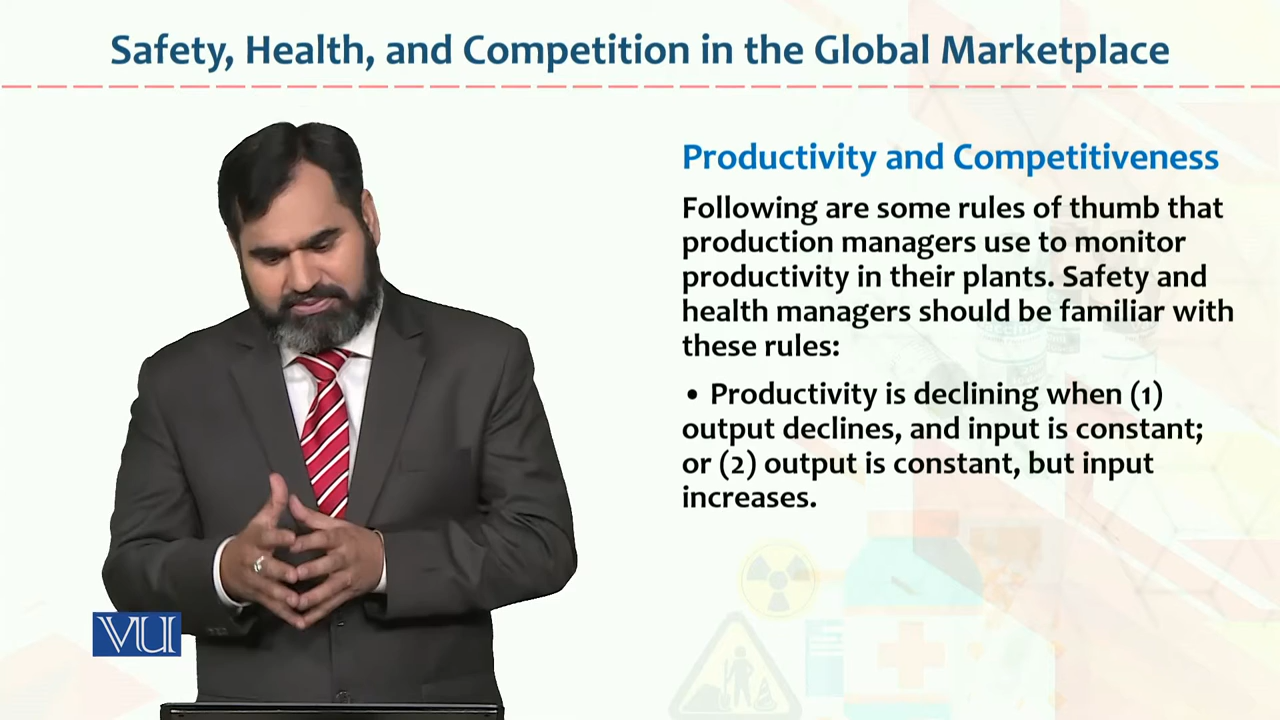 Safety, Health, and Competition in the Global Marketplace
Productivity and Competitiveness
Following are some rules of thumb that
production managers use to monitor
productivity in their plants. Safety and
health managers should be familiar with
these rules:
• Productivity is declining when (1)
output declines, and input is constant;
or (2) output is constant, but input
increases.
VU